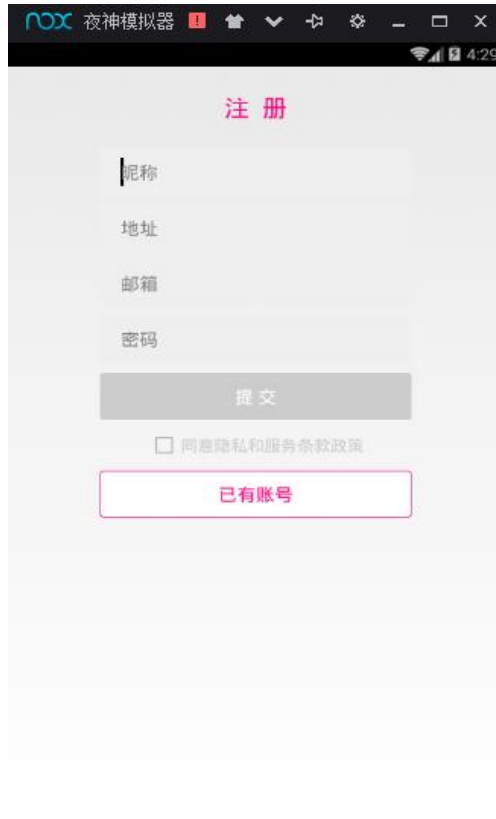 nox 夜神模拟器
4:29
注 册
昵称
地址
邮箱
密码
提交
同意隐私和服务条款政策
已有账号